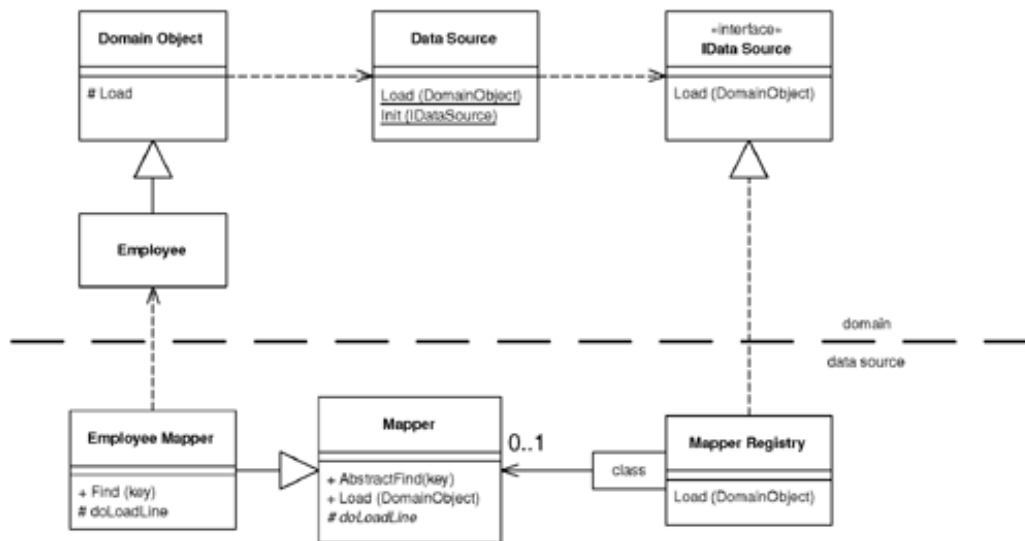 Domain Object
# Load
Data Source
Load (DomainObject)
Init (IDataSource)
«interface»
IData Source
Load (DomainObject)
Employee
domain
data source
Employee Mapper
+ Find (key)
# doLoadLine
Mapper
+ AbstractFind(key)
+ Load (DomainObject)
# doLoadLine
0..1
class
Mapper Registry
Load (DomainObject)